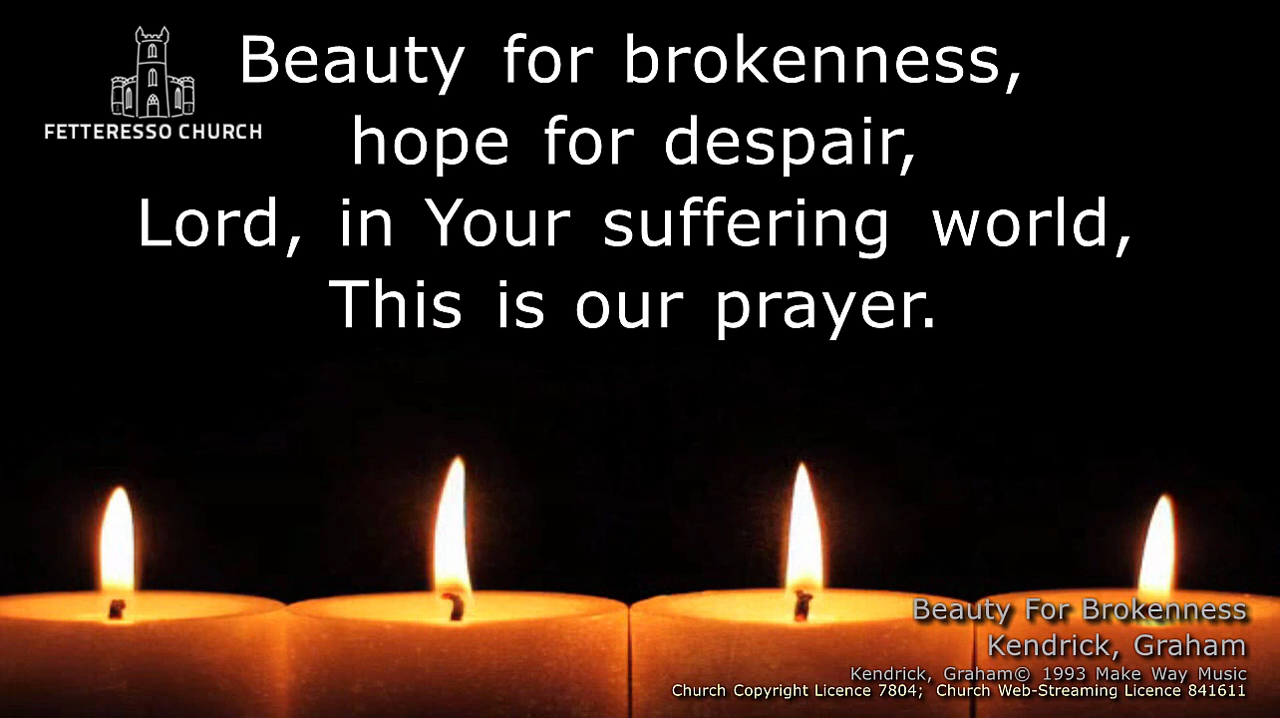 Beauty for brokenness,
hope for despair,
Lord, in Your suffering world,
This is our prayer.
FETTERESSO CHURCH
Beauty For Brokenness
Kendrick, Graham
Kendrick, Graham© 1993 Make Way Music
Church Copyright Licence 7804; Church Web-Streaming Licence 841611